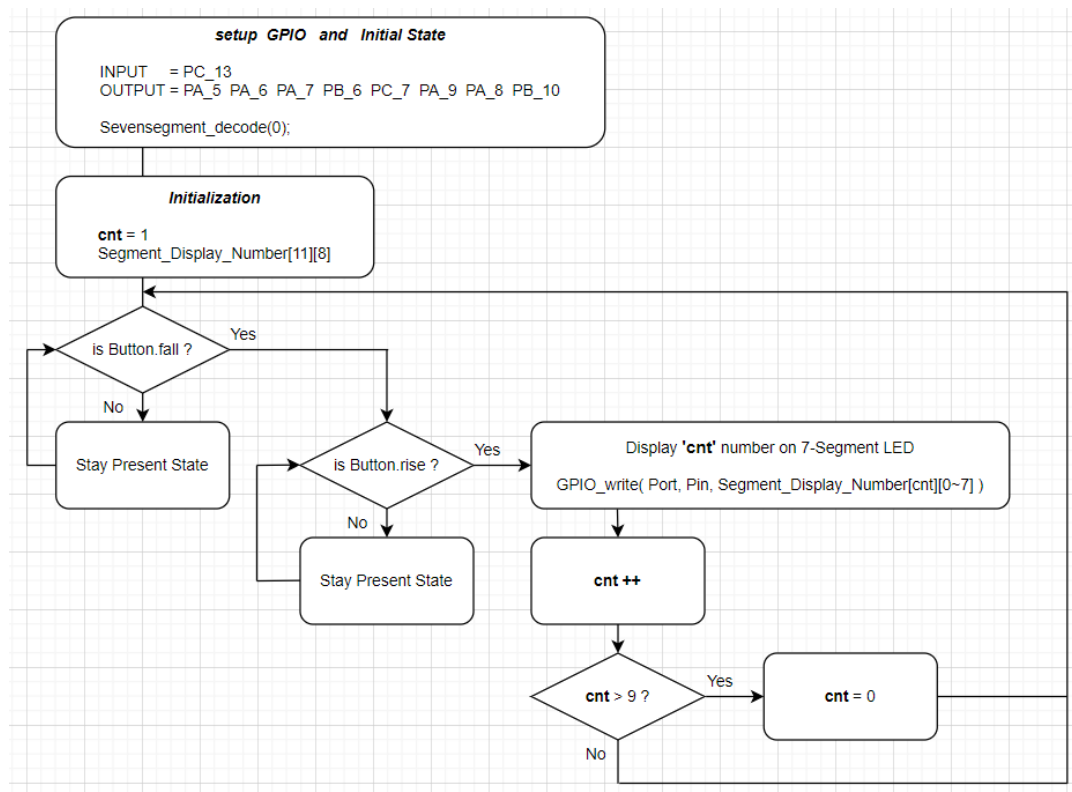 setup GPIO and Initial State
INPUT = PC_13
OUTPUT = PA_5 PA_6 PA_7 PB_6 PC_7 PA_9 PA_8 PB_10
Sevensegment_decode(0);
Initialization
cnt = 1
Segment_Display_Number[11][8]
is Button.fall ?
Yes
No
Stay Present State
is Button.rise ?
Yes
No
Stay Present State
Display 'cnt' number on 7-Segment LED
GPIO_write( Port, Pin, Segment_Display_Number[cnt][0~7] )
cnt ++
cnt > 9 ?
Yes
No
cnt = 0